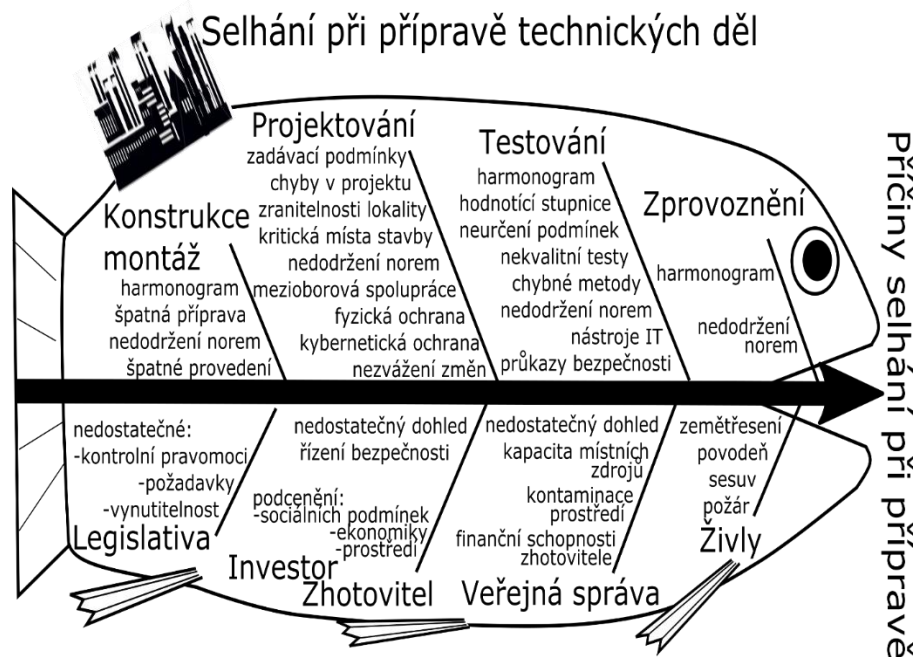 Selhání při přípravě technických děl
Konstrukce
montáž
harmonogram
špatná příprava
nedodržení norem
špatné provedení
Projektování
zadávací podmínky
chyby v projektu
zranitelnosti lokality
kritická místa stavby
nedodržení norem
mezioborová spolupráce
fyzická ochrana
kybernetická ochrana
nezvážení změn
Testování
harmonogram
hodnotící stupnice
neurčení podmínek
nekvalitní testy
chybné metody
nedodržení norem
nástroje IT
průkazy bezpečnosti
Zprovoznění
harmonogram
nedodržení
norem
nedostatečné:
-kontrolní pravomoci
-požadavky
-vynutitelnost
Legislativa
nedostatečný dohled
řízení bezpečnosti
podcenění:
-sociálních podmínek
-ekonomiky
-prostředí
Investor
Zhotovitel
nedostatečný dohled
kapacita místních
zdrojů
kontaminace
prostředí
finanční schopnosti
zhotovitele
Veřejná správa
zemětřesení
povodeň
sesuv
požár
Živly
Příčiny selhání při přípravě